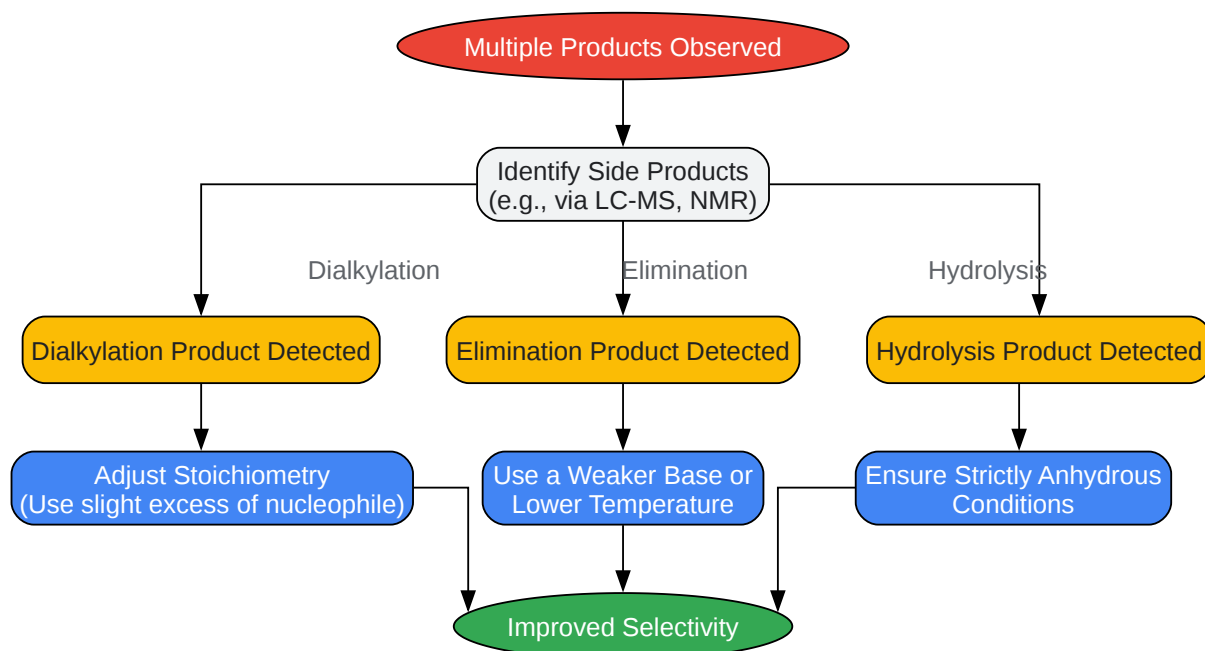 Multiple Products Observed
Identify Side Products
(e.g., via LC-MS, NMR)
Dialkylation
Elimination
Hydrolysis
Dialkylation Product Detected
Elimination Product Detected
Hydrolysis Product Detected
Adjust Stoichiometry
(Use slight excess of nucleophile)
Use a Weaker Base or
Lower Temperature
Ensure Strictly Anhydrous
Conditions
Improved Selectivity